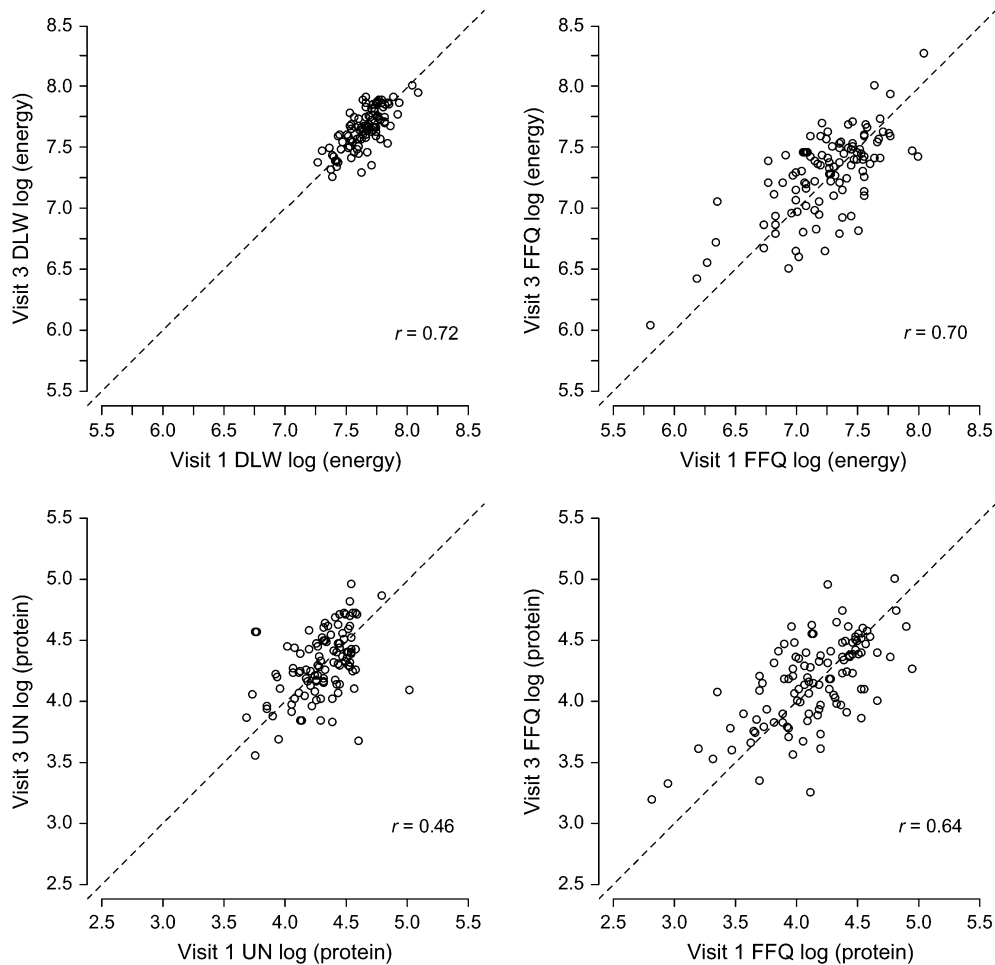 8.5
8.0
7.5
7.0
6.5
6.0
5.5
Visit 3 DLW log (energy)
r = 0.72
5.5 6.0 6.5 7.0 7.5 8.0 8.5
Visit 1 DLW log (energy)
8.5
8.0
7.5
7.0
6.5
6.0
5.5
Visit 3 FFQ log (energy)
r = 0.70
5.5 6.0 6.5 7.0 7.5 8.0 8.5
Visit 1 FFQ log (energy)
5.5
5.0
4.5
4.0
3.5
3.0
2.5
Visit 3 UN log (protein)
r = 0.46
2.5 3.0 3.5 4.0 4.5 5.0 5.5
Visit 1 UN log (protein)
5.5
5.0
4.5
4.0
3.5
3.0
2.5
Visit 3 FFQ log (protein)
r = 0.64
2.5 3.0 3.5 4.0 4.5 5.0 5.5
Visit 1 FFQ log (protein)